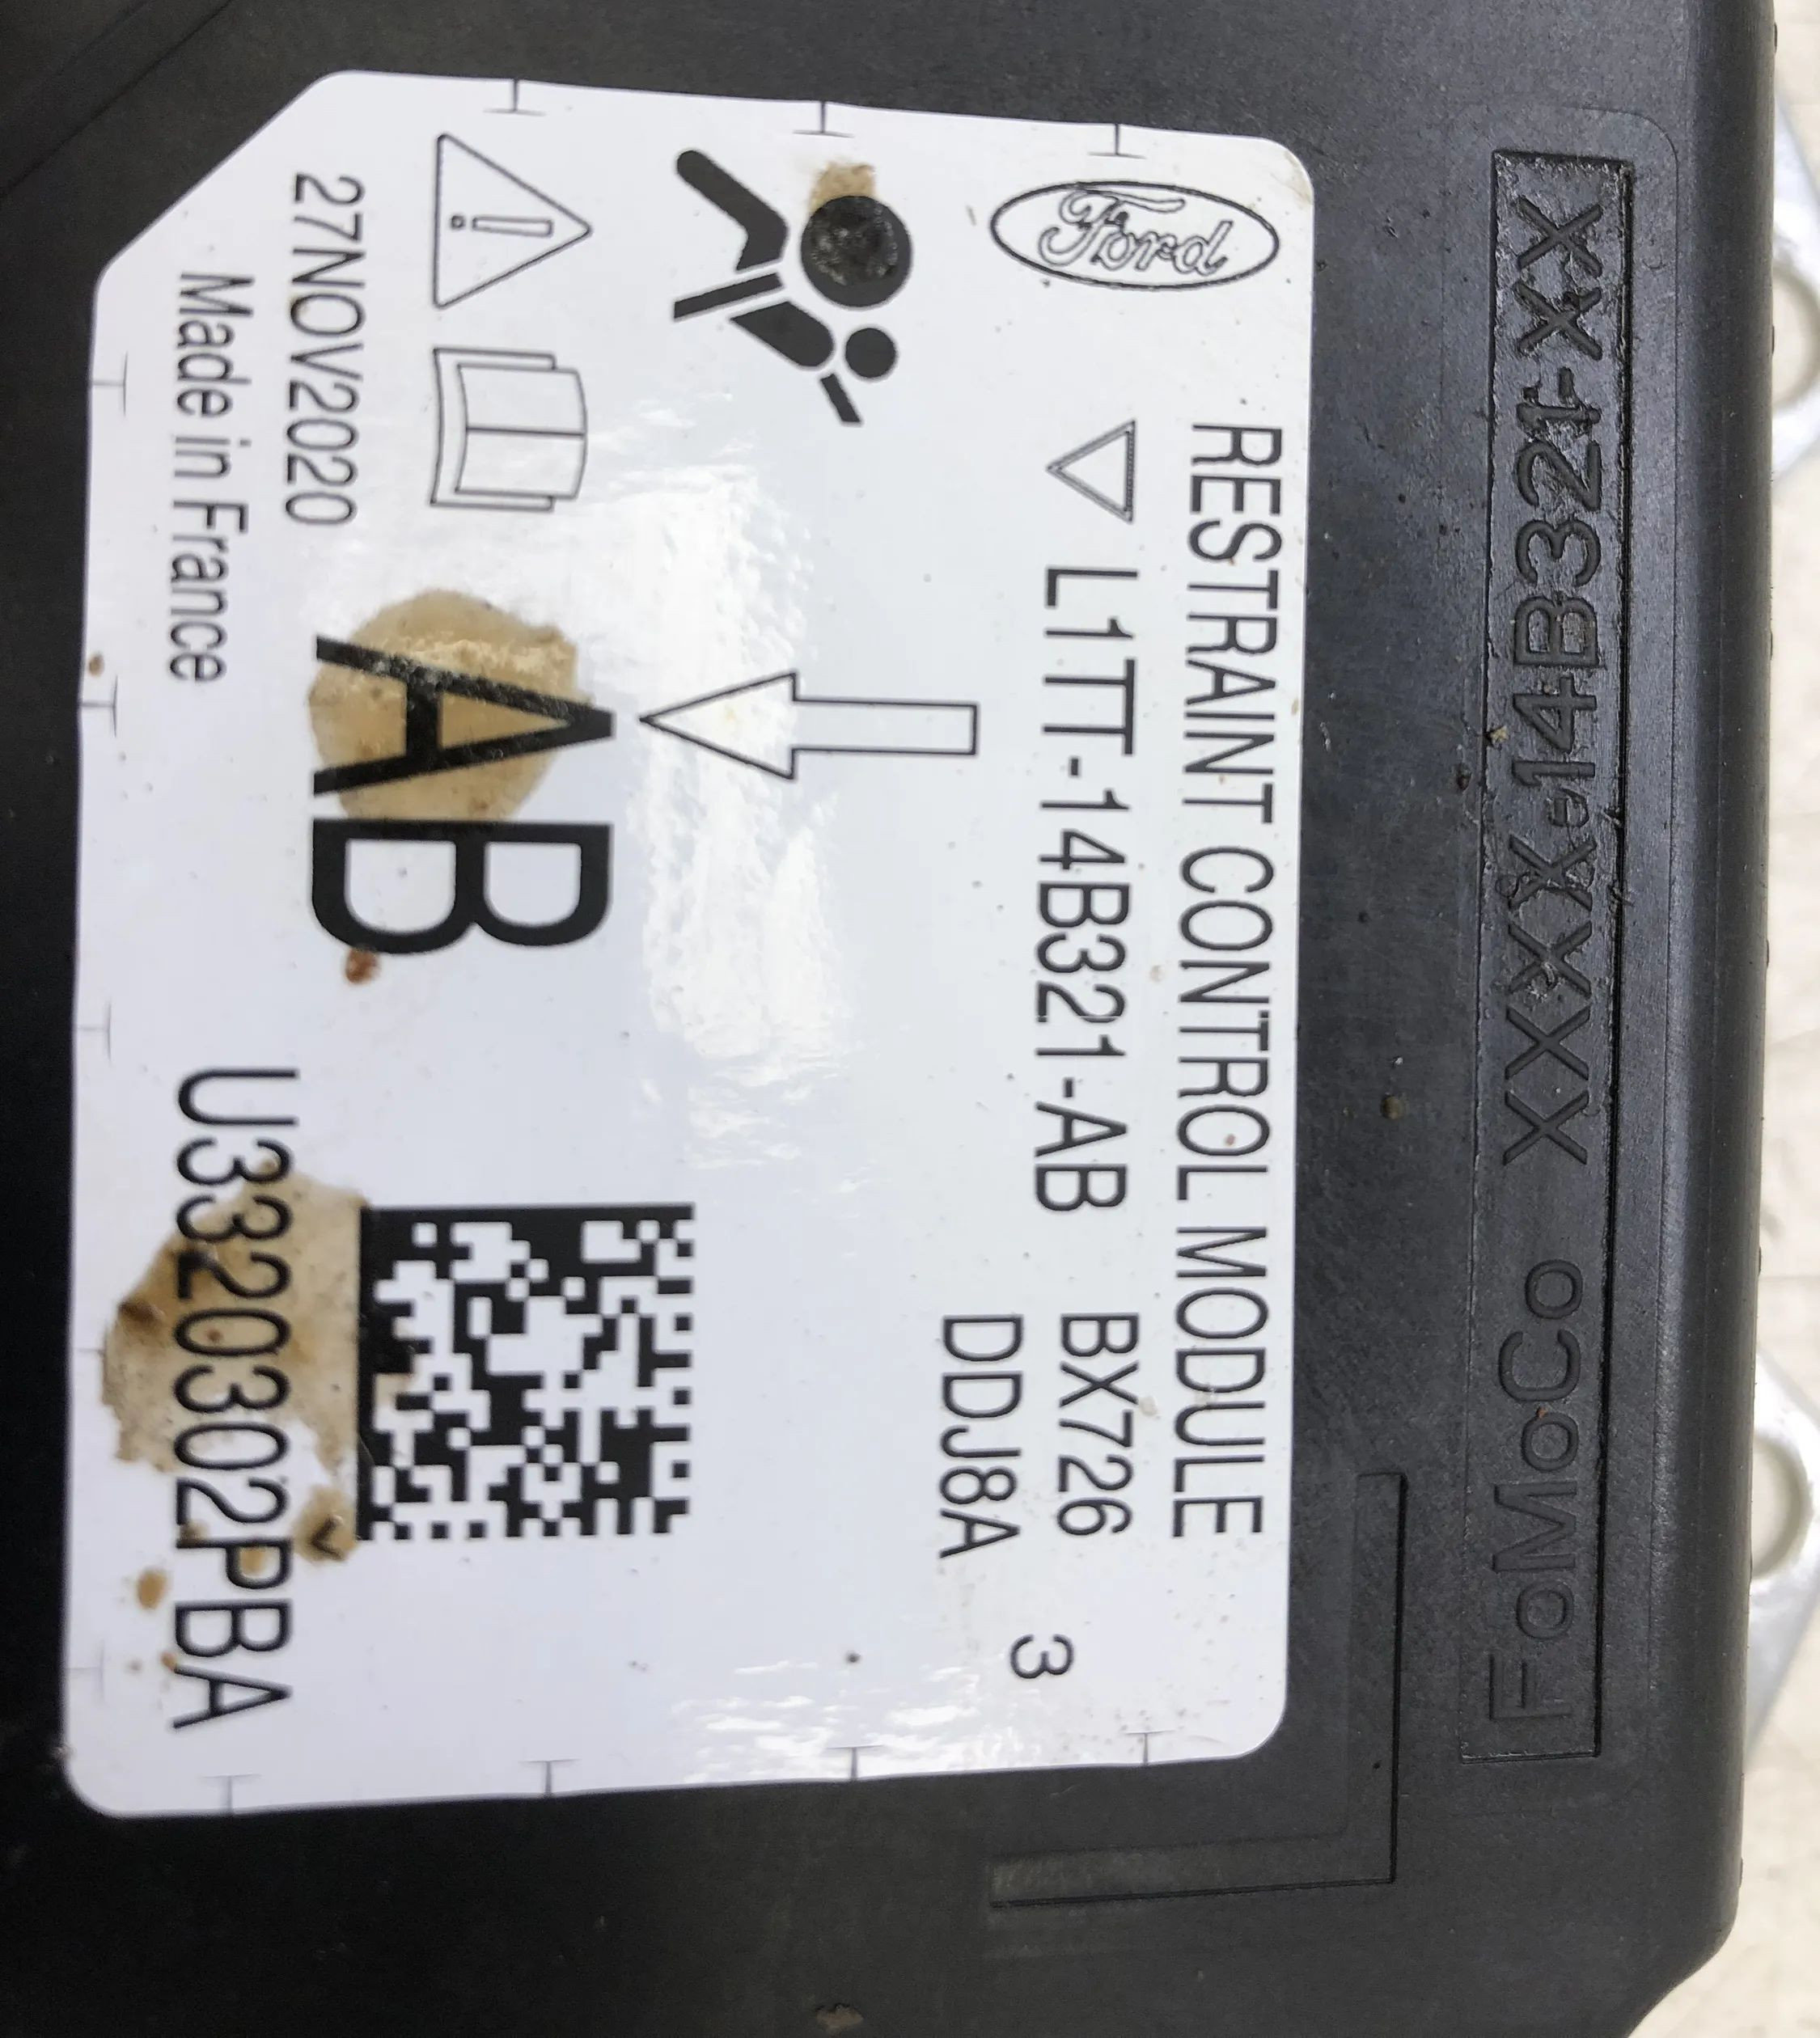 FoMoCo XXXX-14B321-XX
Ford
RESTRAINT CONTROL MODULE
L1TT-14B321-AB BX726
DDJ8A
3
AB
27NOV2020
Made in France
U3320302PBA